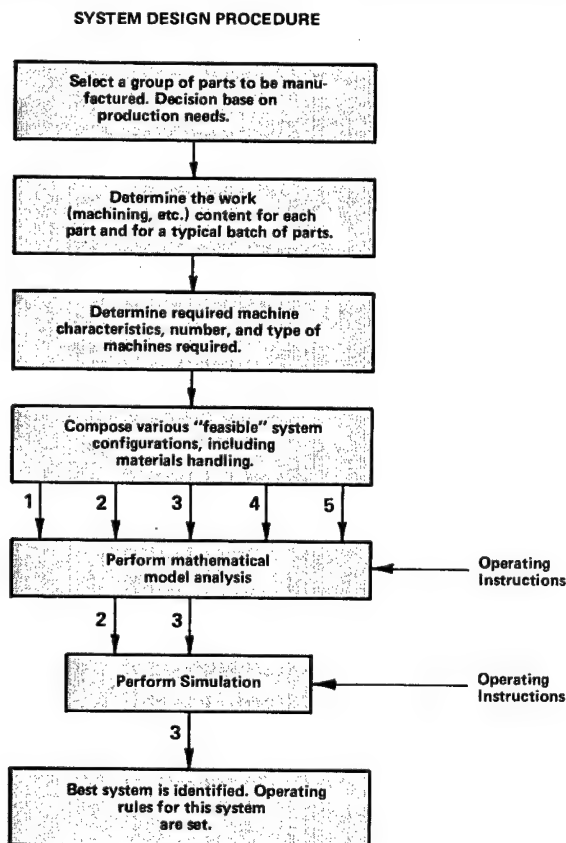 SYSTEM DESIGN PROCEDURE
Select a group of parts to be manu-
factured. Decision base on
production needs.
Determine the work
(machining, etc.) content for each
part and for a typical batch of parts.
Determine required machine
characteristics, number, and type of
machines required.
Compose various "feasible" system
configurations, including
materials handling.
1 2 3 4 5
Perform mathematical
model analysis
Operating
Instructions
2 3
Perform Simulation
Operating
Instructions
3
Best system is identified. Operating
rules for this system
are set.